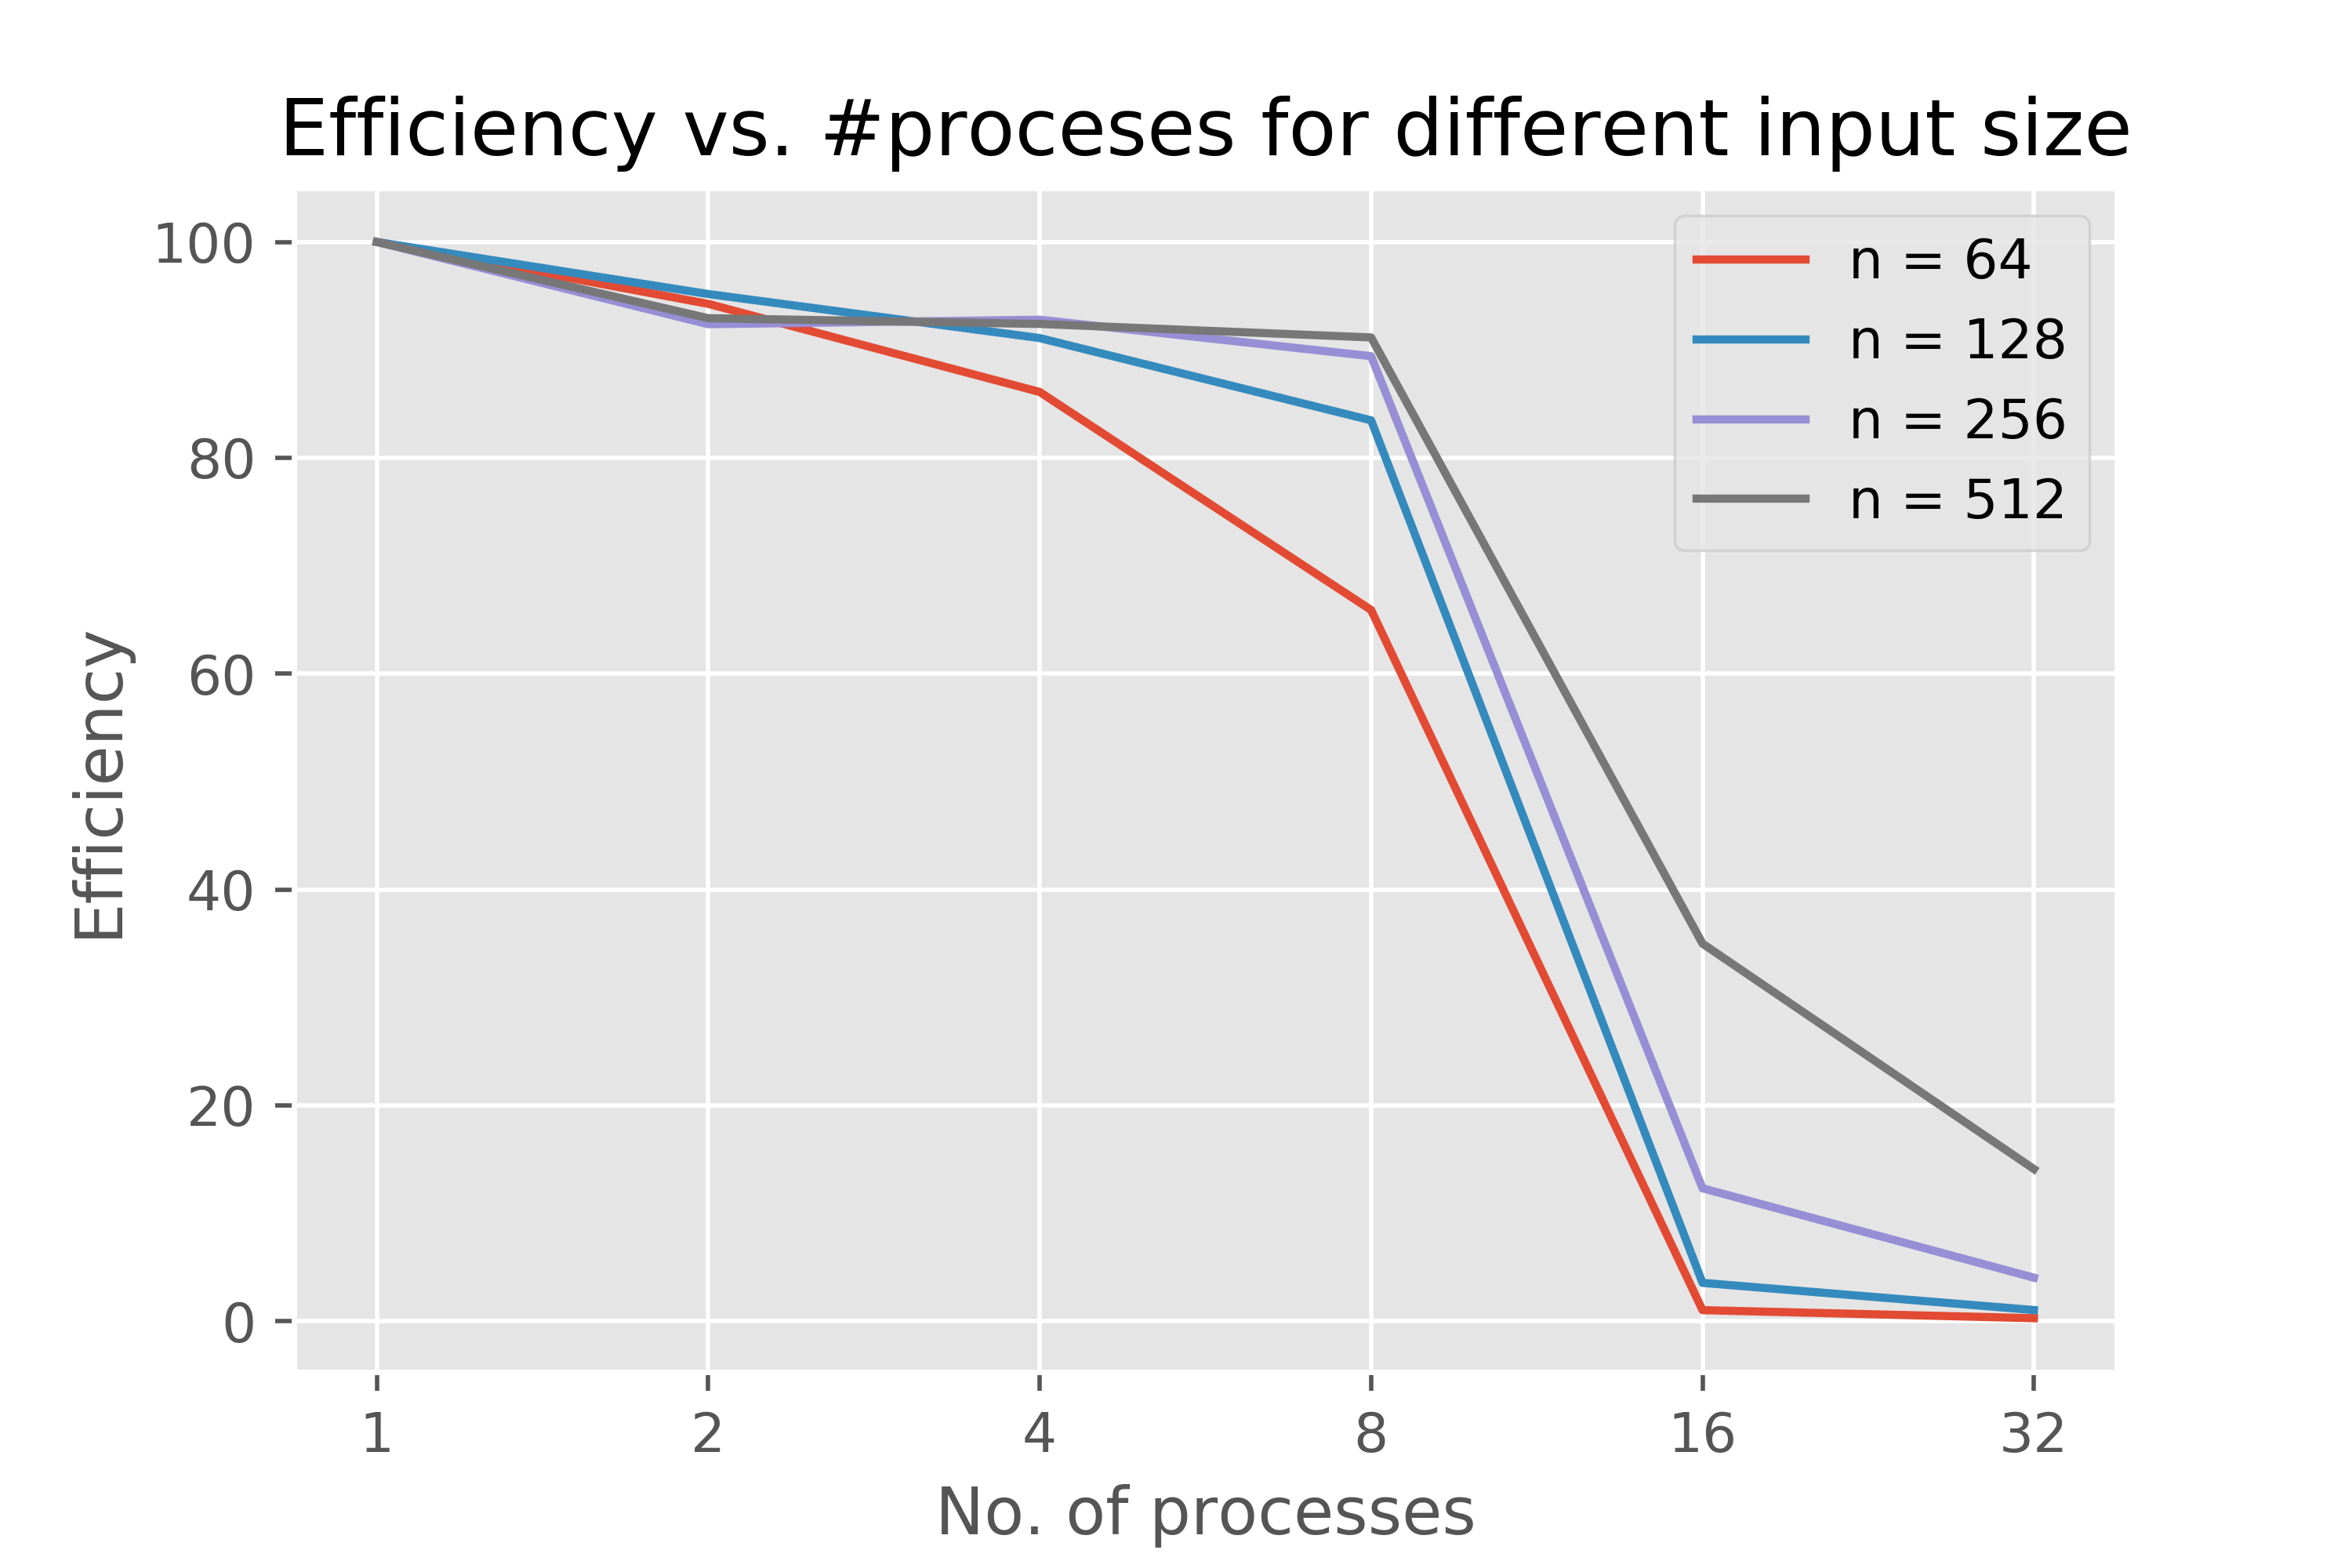 Efficiency vs. #proceses for different input size
100
80
60
40
20
0
Efficiency
n = 64
n = 128
n = 256
n = 512
1 2 4 8 16 32
No. of processes